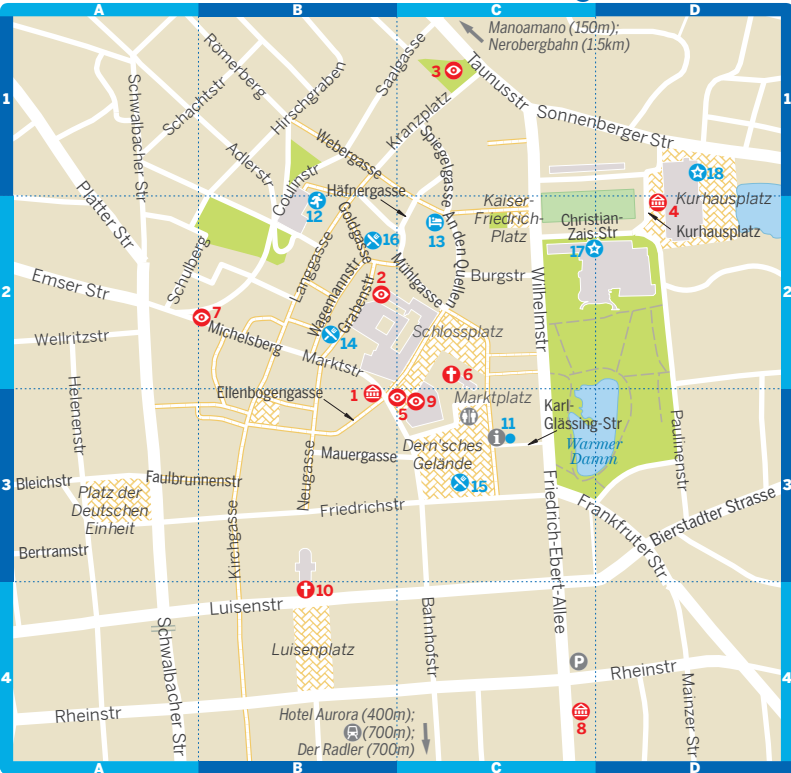 A
B
C
D
Manoamano (150m);
Nerobergbahn (1.5km)
Römerberg
Saalgasse
3
Taunusstr
1
Schwalbacher Str
Schachtstr
Hirschgraben
Kranzplatz
1
Sonnenberger Str
Webergasse
Spiegelgasse
Adlerstr
18
Platter Str
Coulinstr
Häfnergasse
12
Goldgasse
13
An den Quellen
Kaiser-
Friedrich-
Platz
Kurhausplatz
4
Christian-
Zais-Str
Kurhausplatz
16
17
Schulberg
Langgasse
Mühlgasse
Burgstr
Wilhelmstr
2
Emser Str
2
Wagemannstr
Grabenstr
2
7
Michelsberg
14
Schlossplatz
Wellritzstr
Marktstr
6
Helenenstr
Ellenbogengasse
1
5
9
Marktplatz
11
Karl-
Glässing-Str
Paulinenstr
Warmer
Damm
Dern'sches
Gelände
Mauergasse
3
Bleichstr
Faulbrunnenstr
Neugasse
15
3
Platz der
Deutschen
Einheit
Friedrichstr
Bierstadter Strasse
Kirchgasse
Friedrich-Ebert-Allee
Frankfruter Str
Bertramstr
10
Luisenstr
Bahnhofstr
Schwalbacher Str
Luisenplatz
P
Rheinstr
4
4
Mainzer Str
Rheinstr
Hotel Aurora (400m);
(700m);
Der Radler (700m)
8
A
B
C
D